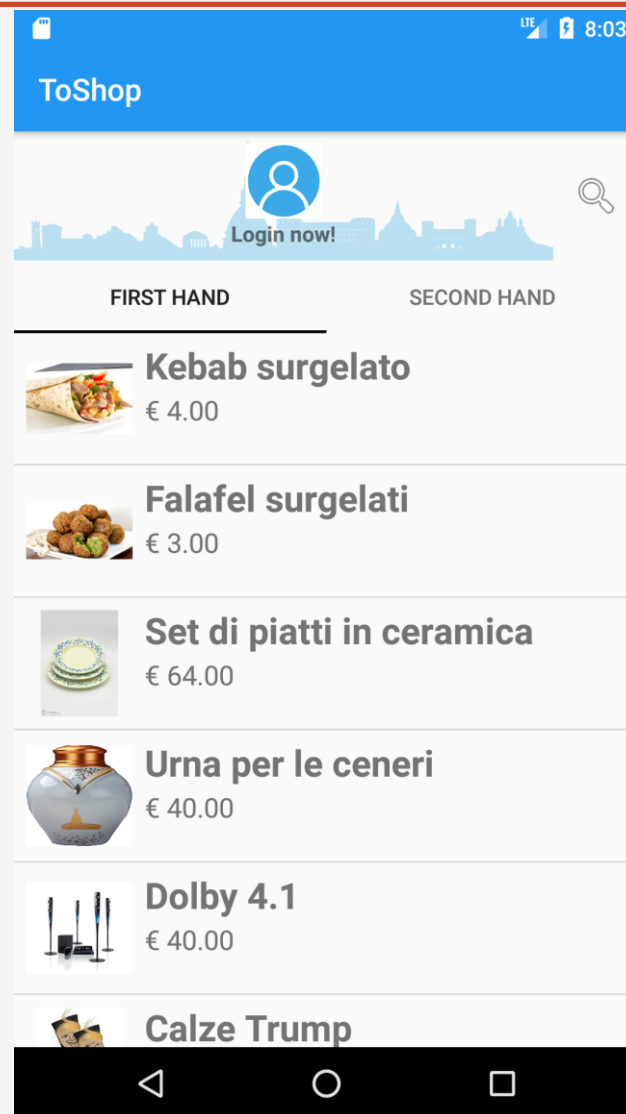 LTE 8:03
ToShop
Login now!
FIRST HAND SECOND HAND
Kebab surgelato
€ 4.00
Falafel surgelati
€ 3.00
Set di piatti in ceramica
€ 64.00
Urna per le ceneri
€ 40.00
Dolby 4.1
€ 40.00
Calze Trump